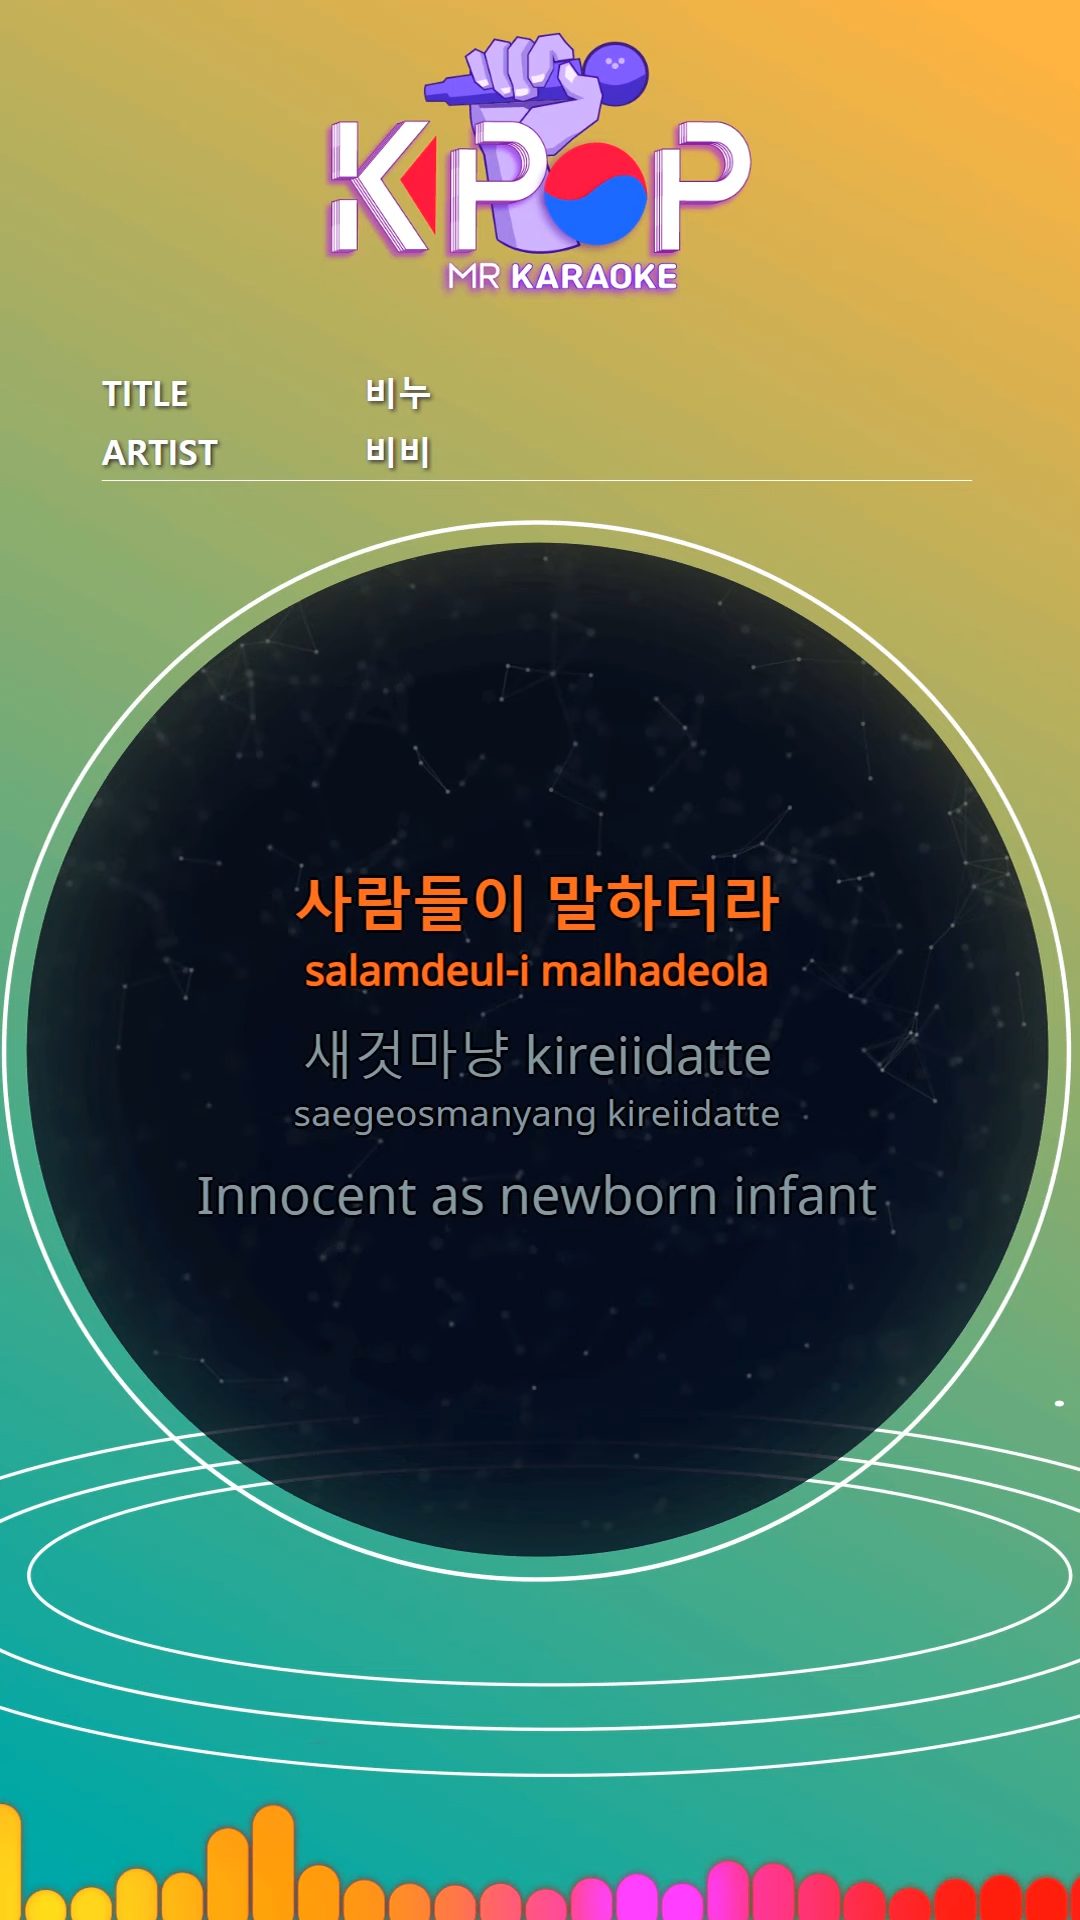 KPOP
MR KARAOKE
TITLE 비누
ARTIST 비비
사람들이 말하더라
salamdeul-i malhadeola
새것마냥 kireiidatte
saegeosmanyang kireiidatte
Innocent as newborn infant